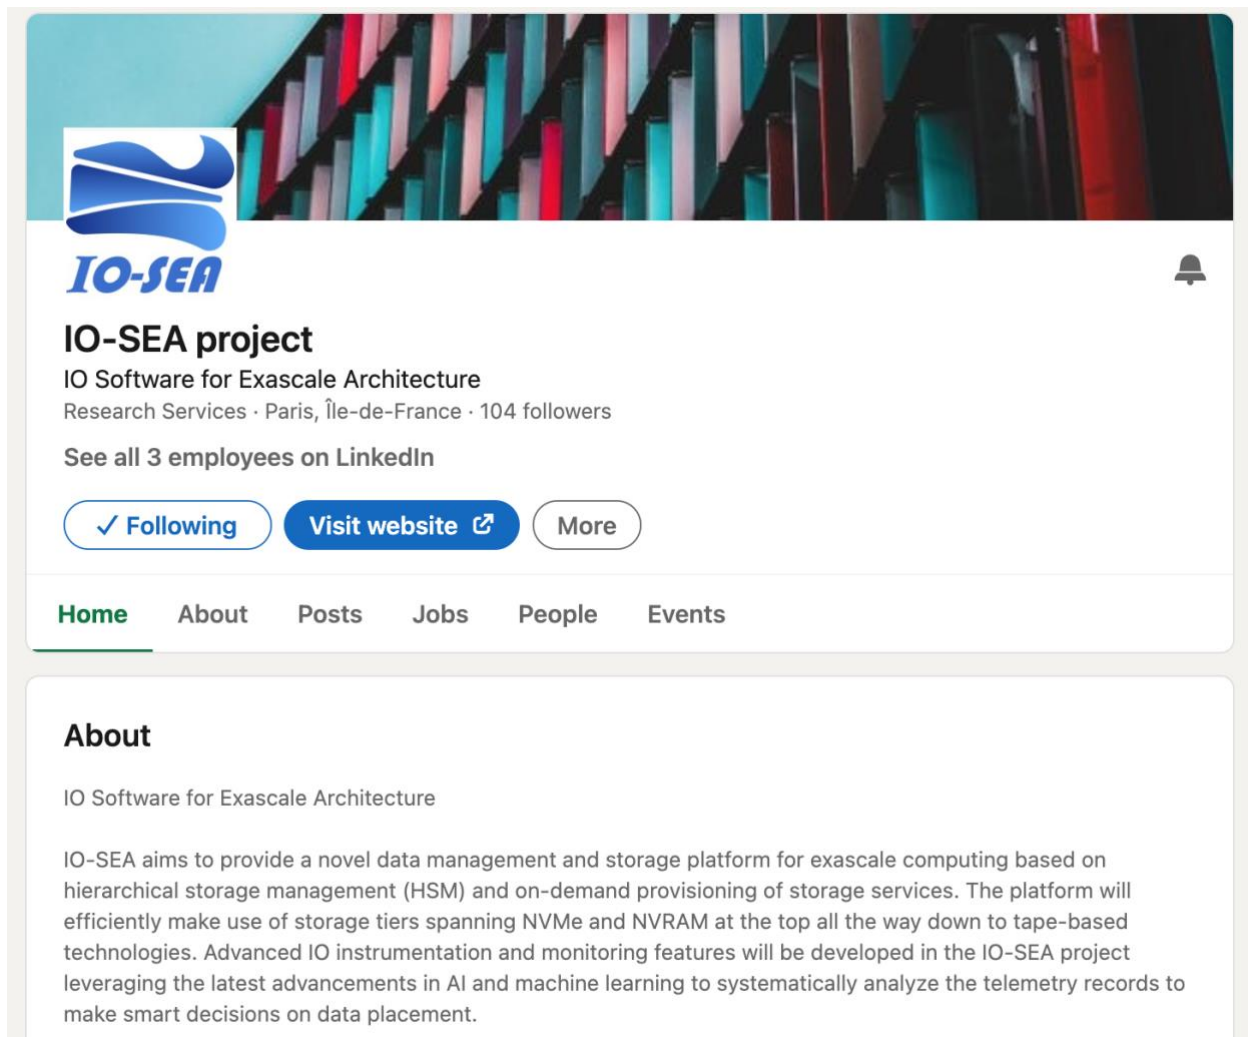 IO-SEA
IO-SEA project
IO Software for Exascale Architecture
Research Services · Paris, Île-de-France · 104 followers
See all 3 employees on LinkedIn
Following
Visit website
More
Home
About
Posts
Jobs
People
Events
About
IO Software for Exascale Architecture
IO-SEA aims to provide a novel data management and storage platform for exascale computing based on
hierarchical storage management (HSM) and on-demand provisioning of storage services. The platform will
efficiently make use of storage tiers spanning NVMe and NVRAM at the top all the way down to tape-based
technologies. Advanced IO instrumentation and monitoring features will be developed in the IO-SEA project
leveraging the latest advancements in AI and machine learning to systematically analyze the telemetry records to
make smart decisions on data placement.